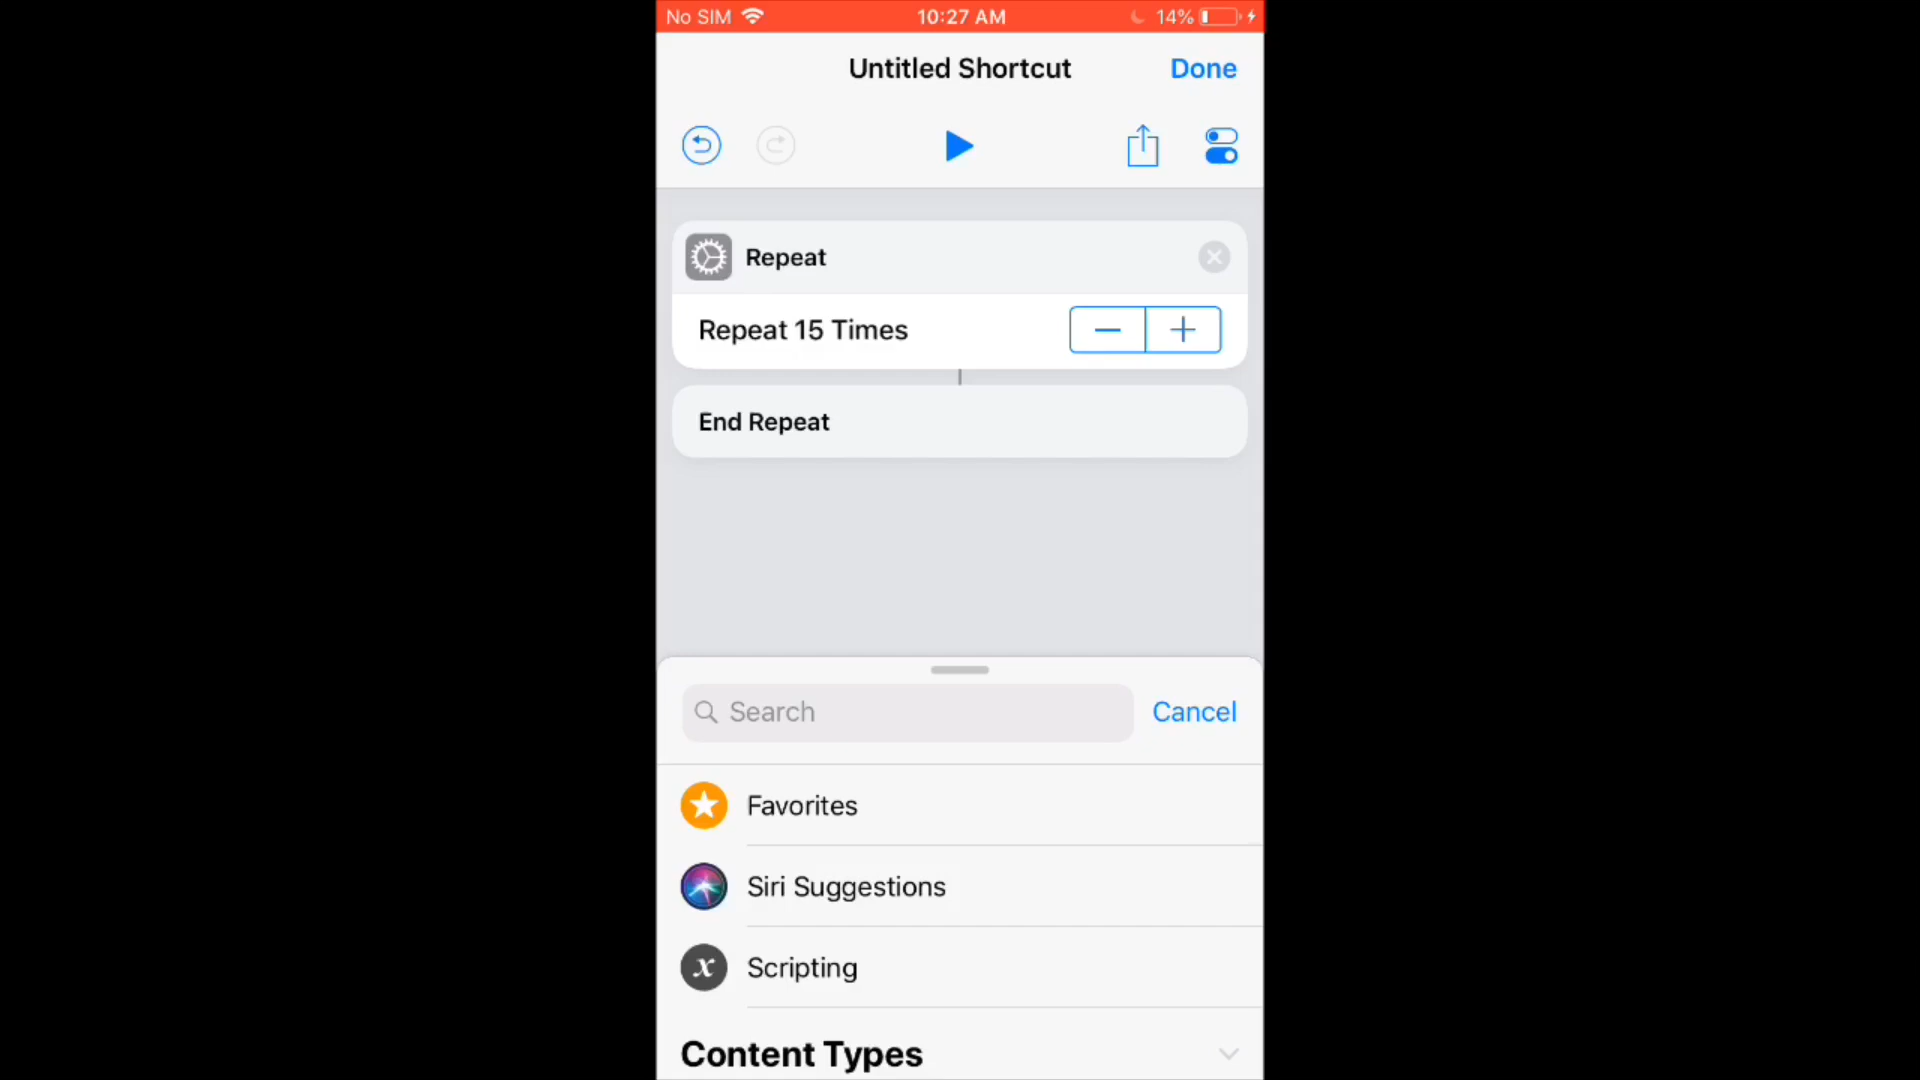 No SIM 10:27 AM 14%
Untitled Shortcut Done
Repeat
Repeat 15 Times
End Repeat
Search Cancel
Favorites
Siri Suggestions
x Scripting
Content Types